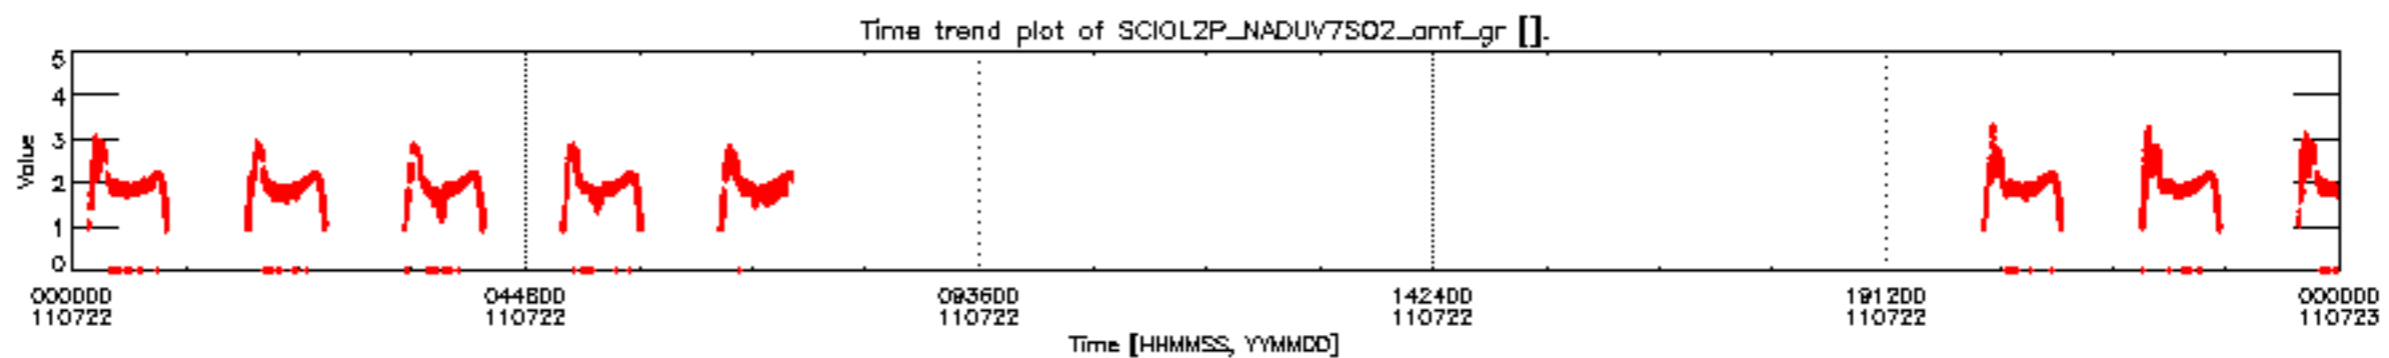 Time trend plot of SCIOL2P_NADUV7SO2_amf_gr [].
5
4
3
2
1
0
Value
000000 044800 093600 142400 191200 000000
110722 110722 110722 110722 110722 110723
Time [HHMMSS, YYMMDD]